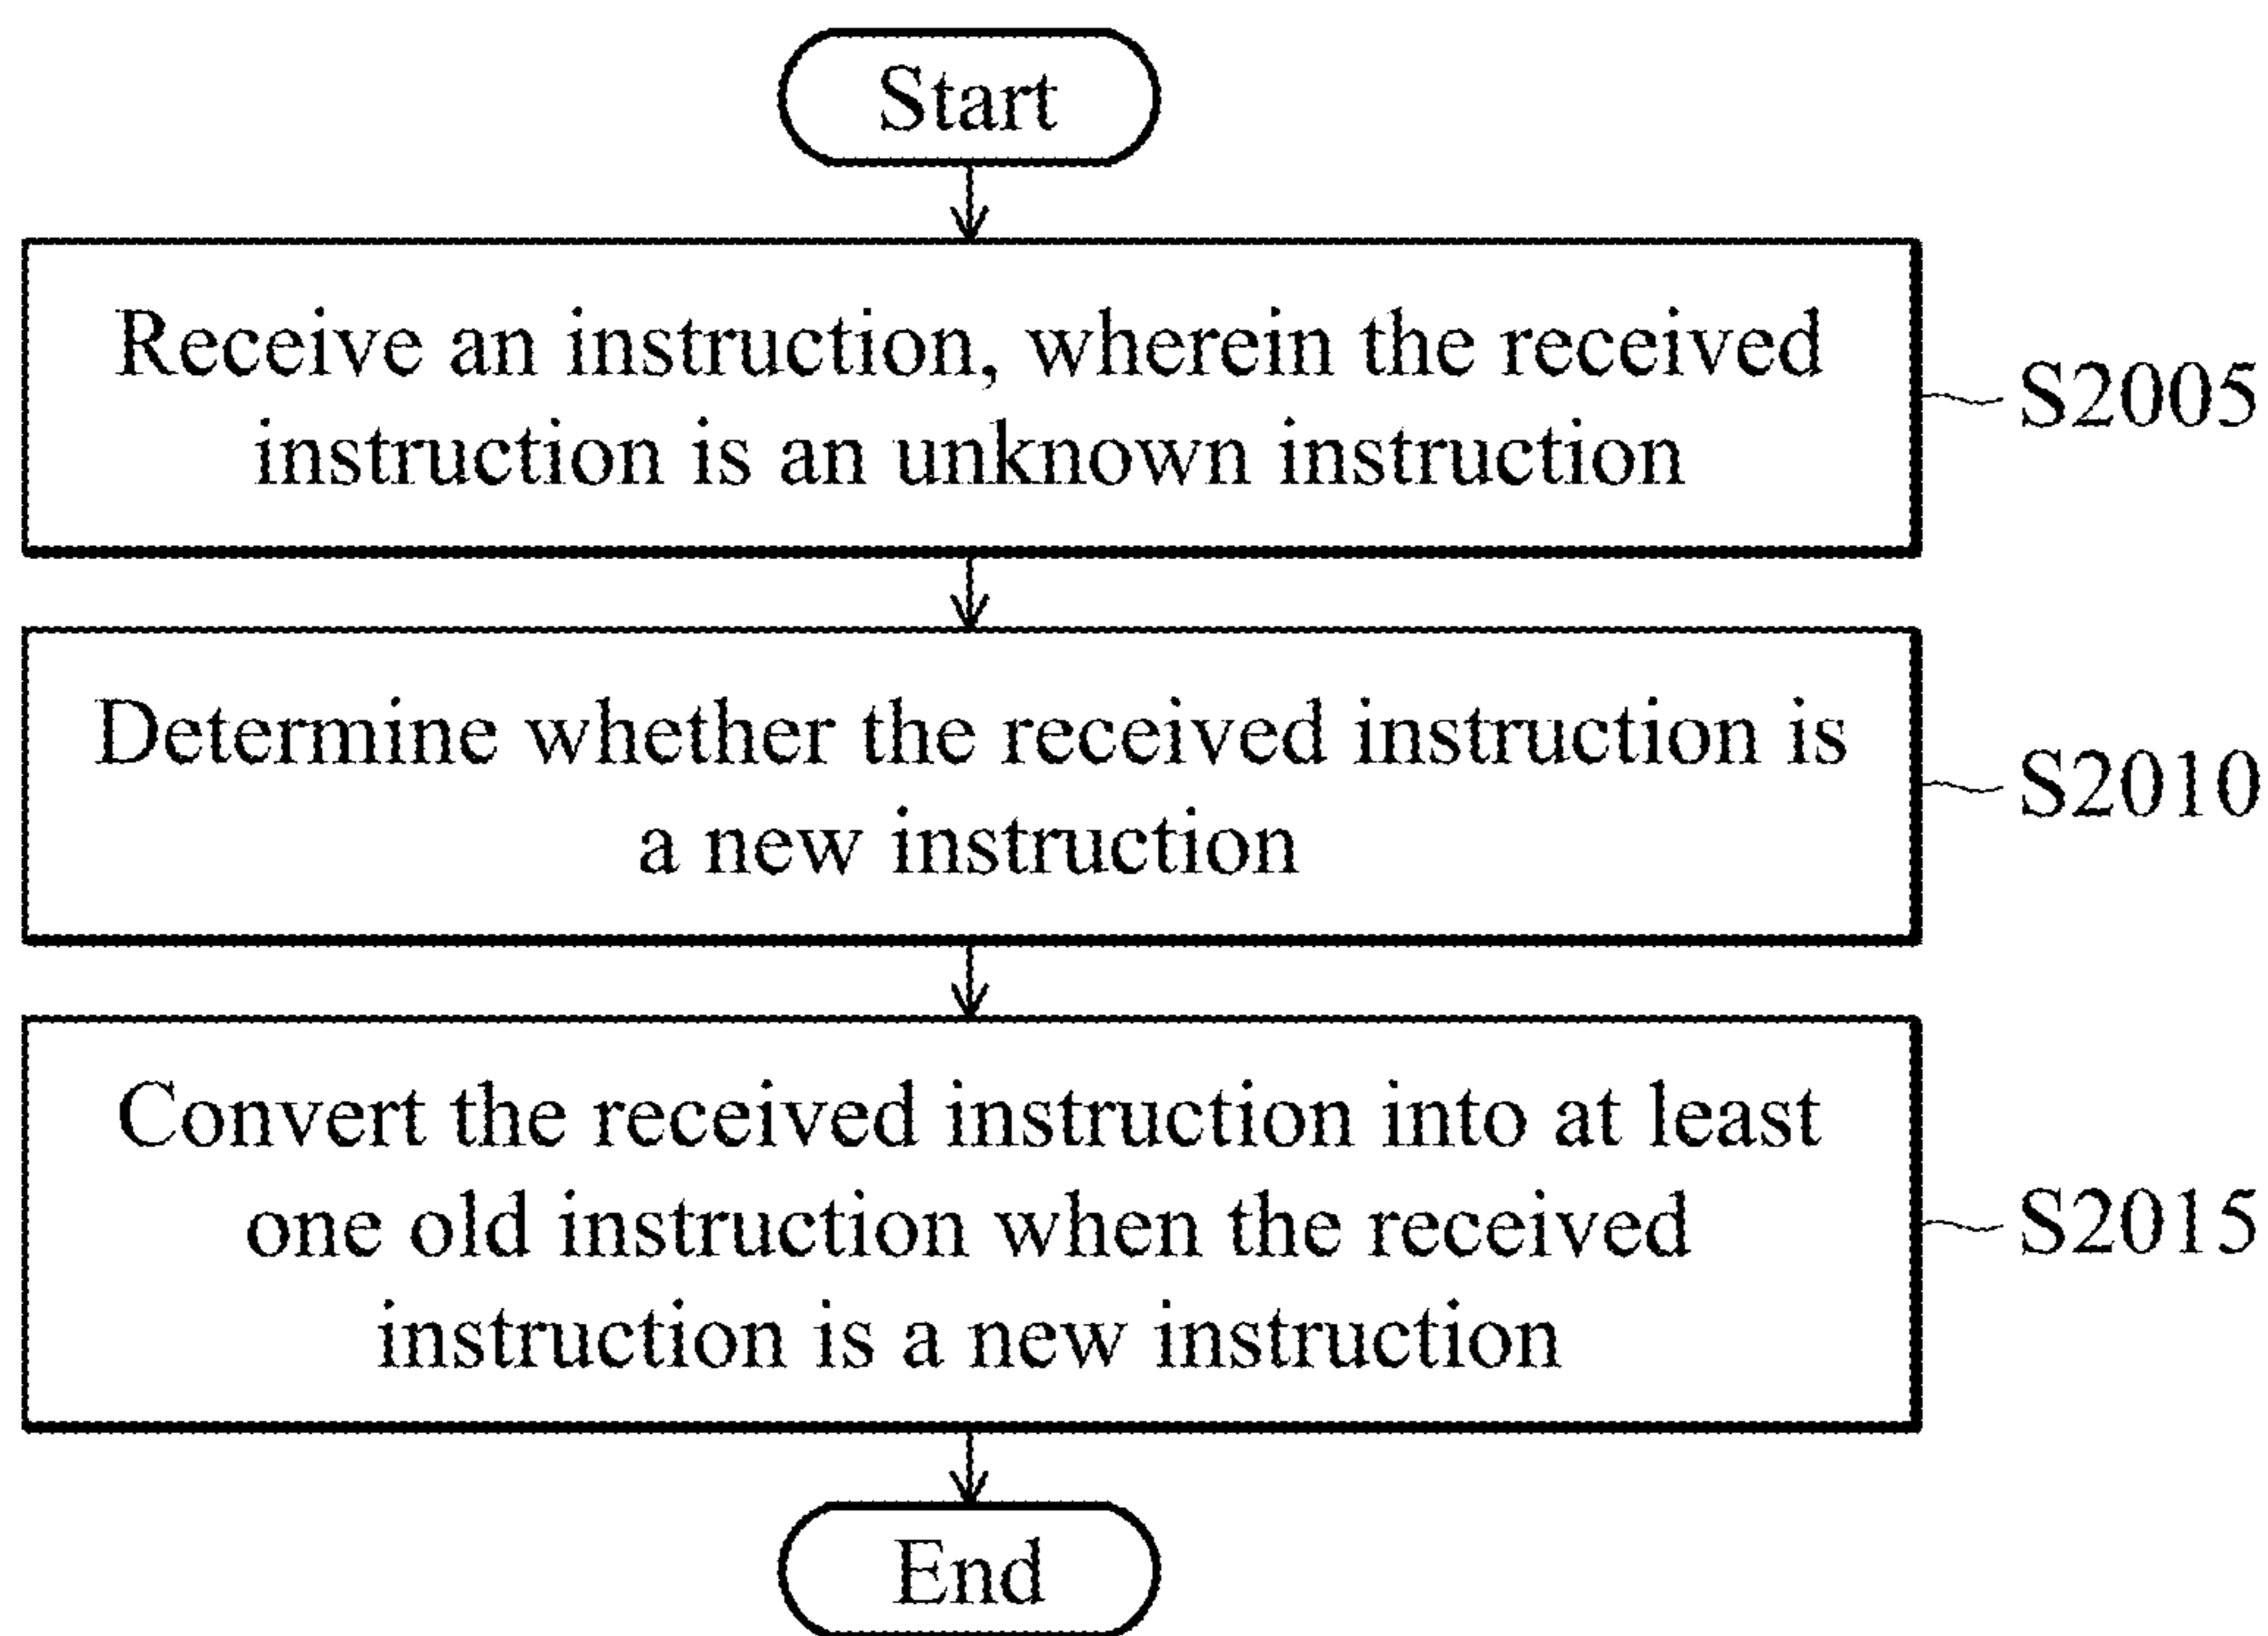 Start
Receive an instruction, wherein the received
instruction is an unknown instruction
S2005
Determine whether the received instruction is
a new instruction
S2010
Convert the received instruction into at least
one old instruction when the received
instruction is a new instruction
S2015
End